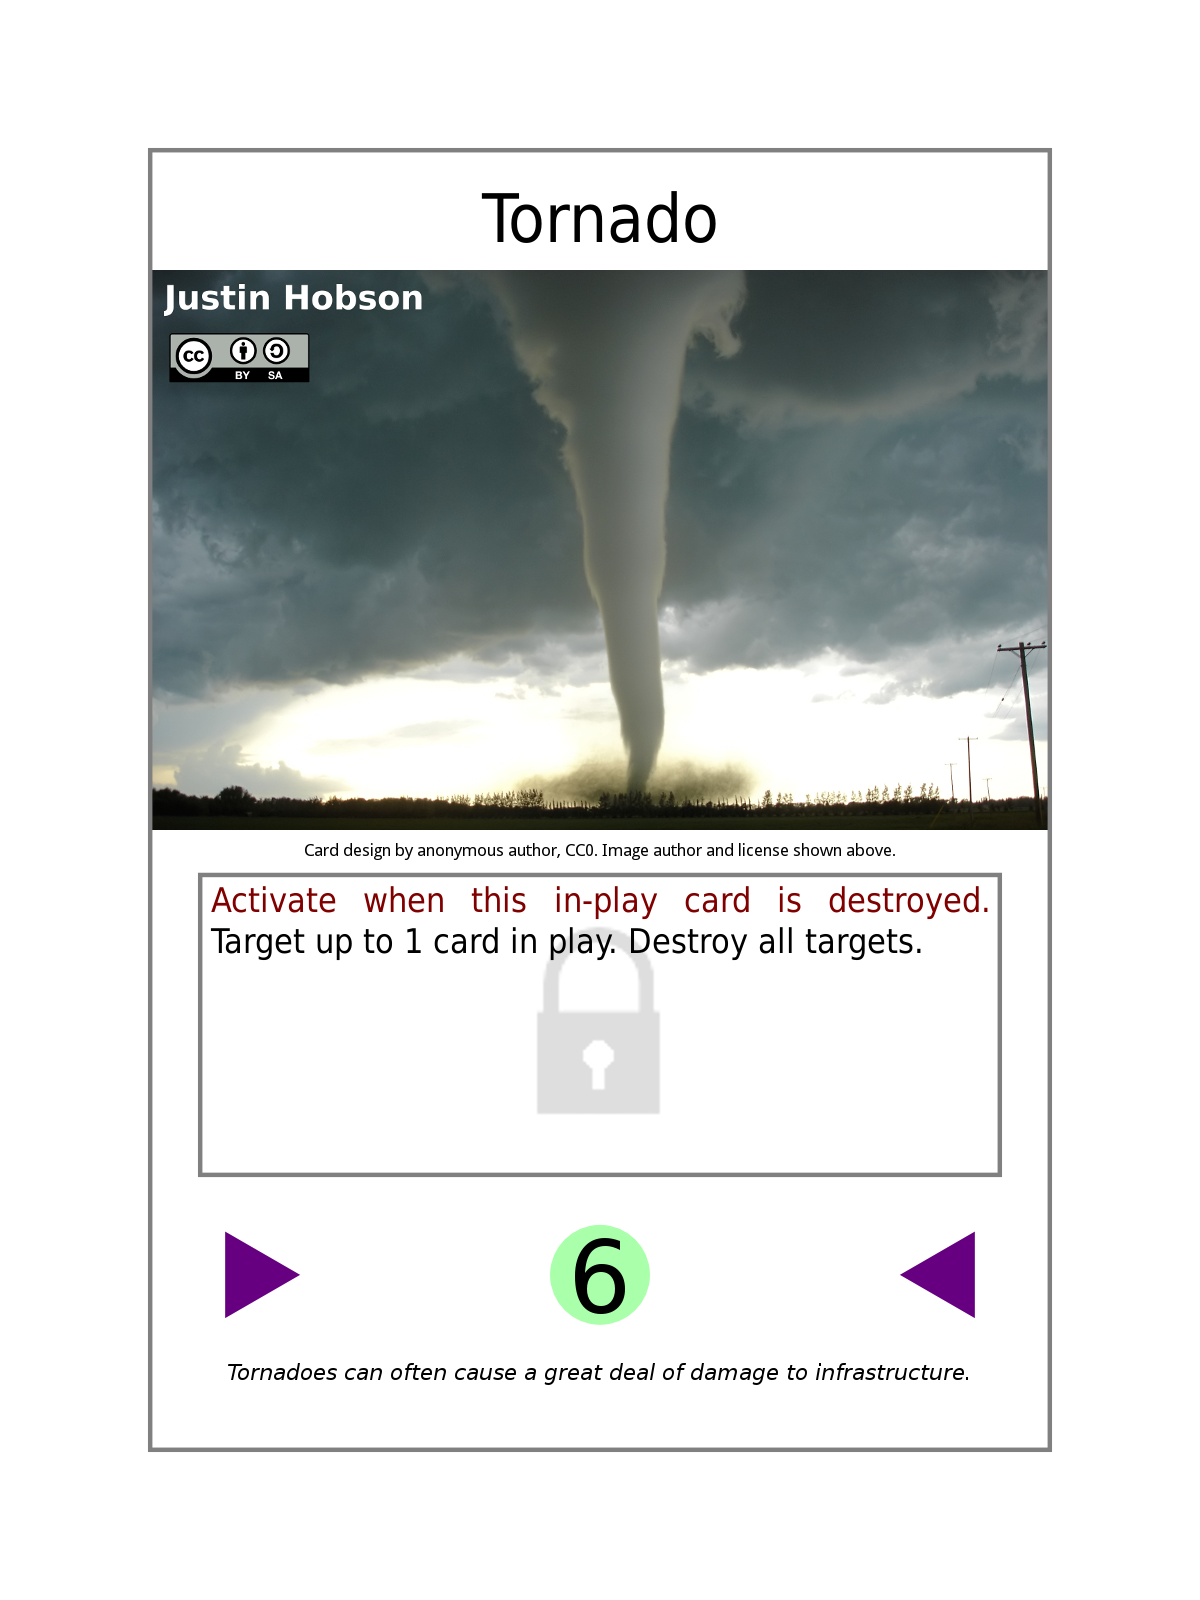 Tornado
Justin Hobson
cc
BY SA
Card design by anonymous author, CC0. Image author and license shown above.
Activate when this in-play card is destroyed.
Target up to 1 card in play. Destroy all targets.
6
Tornadoes can often cause a great deal of damage to infrastructure.